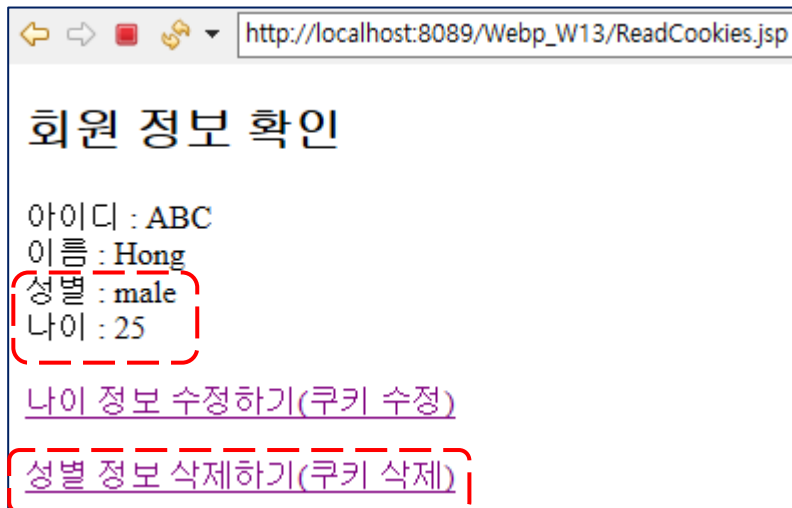 http://localhost:8089/Webp_W13/ReadCookies.jsp
회원 정보 확인
아이디 : ABC
이름 : Hong
성별 : male
나이 : 25
나이 정보 수정하기(쿠키 수정)
성별 정보 삭제하기(쿠키 삭제)